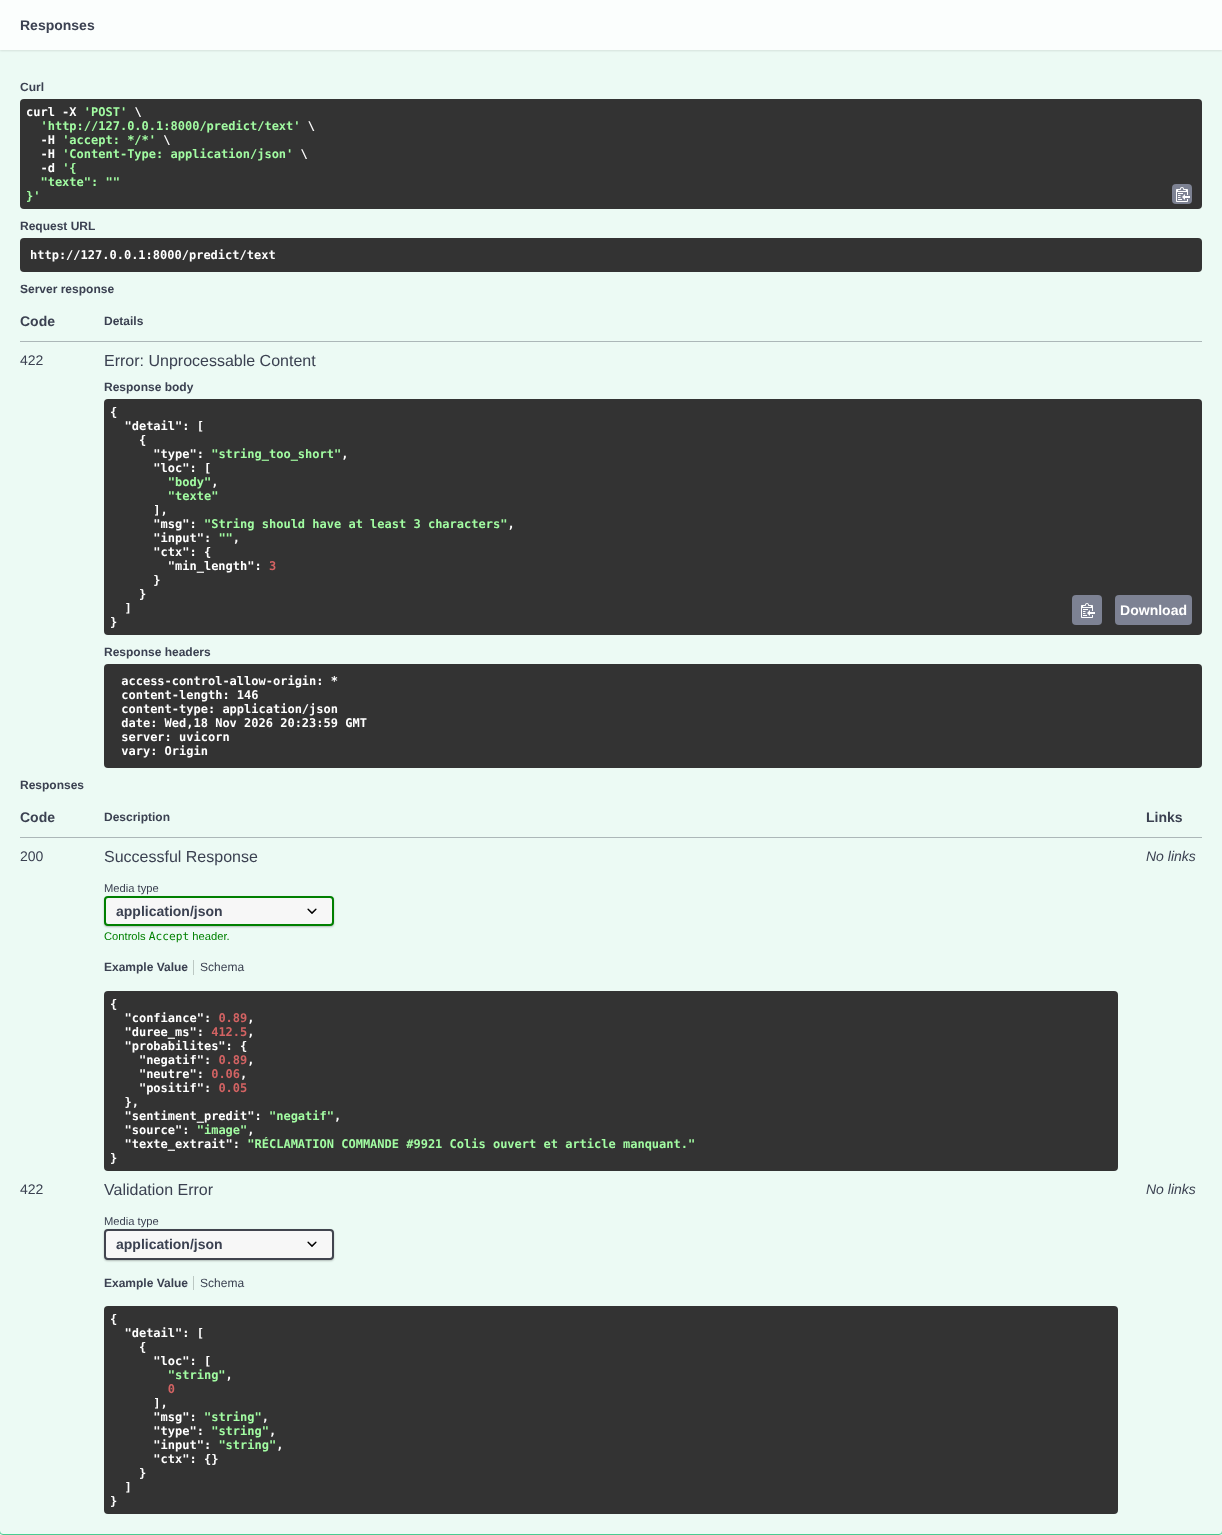 Responses
Curl
curl -X 'POST' \
  'http://127.0.0.1:8000/predict/text' \
  -H 'accept: */*' \
  -H 'Content-Type: application/json' \
  -d '{
  "texte": ""
}'
Request URL
http://127.0.0.1:8000/predict/text
Server response
Code Details
422 Error: Unprocessable Content
Response body
{
  "detail": [
    {
      "type": "string_too_short",
      "loc": [
        "body",
        "texte"
      ],
      "msg": "String should have at least 3 characters",
      "input": "",
      "ctx": {
        "min_length": 3
      }
    }
  ]
}
Download
Response headers
access-control-allow-origin: *
content-length: 146
content-type: application/json
date: Wed,18 Nov 2026 20:23:59 GMT
server: uvicorn
vary: Origin
Responses
Code Description Links
200 Successful Response No links
Media type
application/json
Controls Accept header.
Example Value Schema
{
  "confiance": 0.89,
  "duree_ms": 412.5,
  "probabilites": {
    "negatif": 0.89,
    "neutre": 0.06,
    "positif": 0.05
  },
  "sentiment_predit": "negatif",
  "source": "image",
  "texte_extrait": "RÉCLAMATION COMMANDE #9921 Colis ouvert et article manquant."
}
422 Validation Error No links
Media type
application/json
Example Value Schema
{
  "detail": [
    {
      "loc": [
        "string",
        0
      ],
      "msg": "string",
      "type": "string",
      "input": "string",
      "ctx": {}
    }
  ]
}